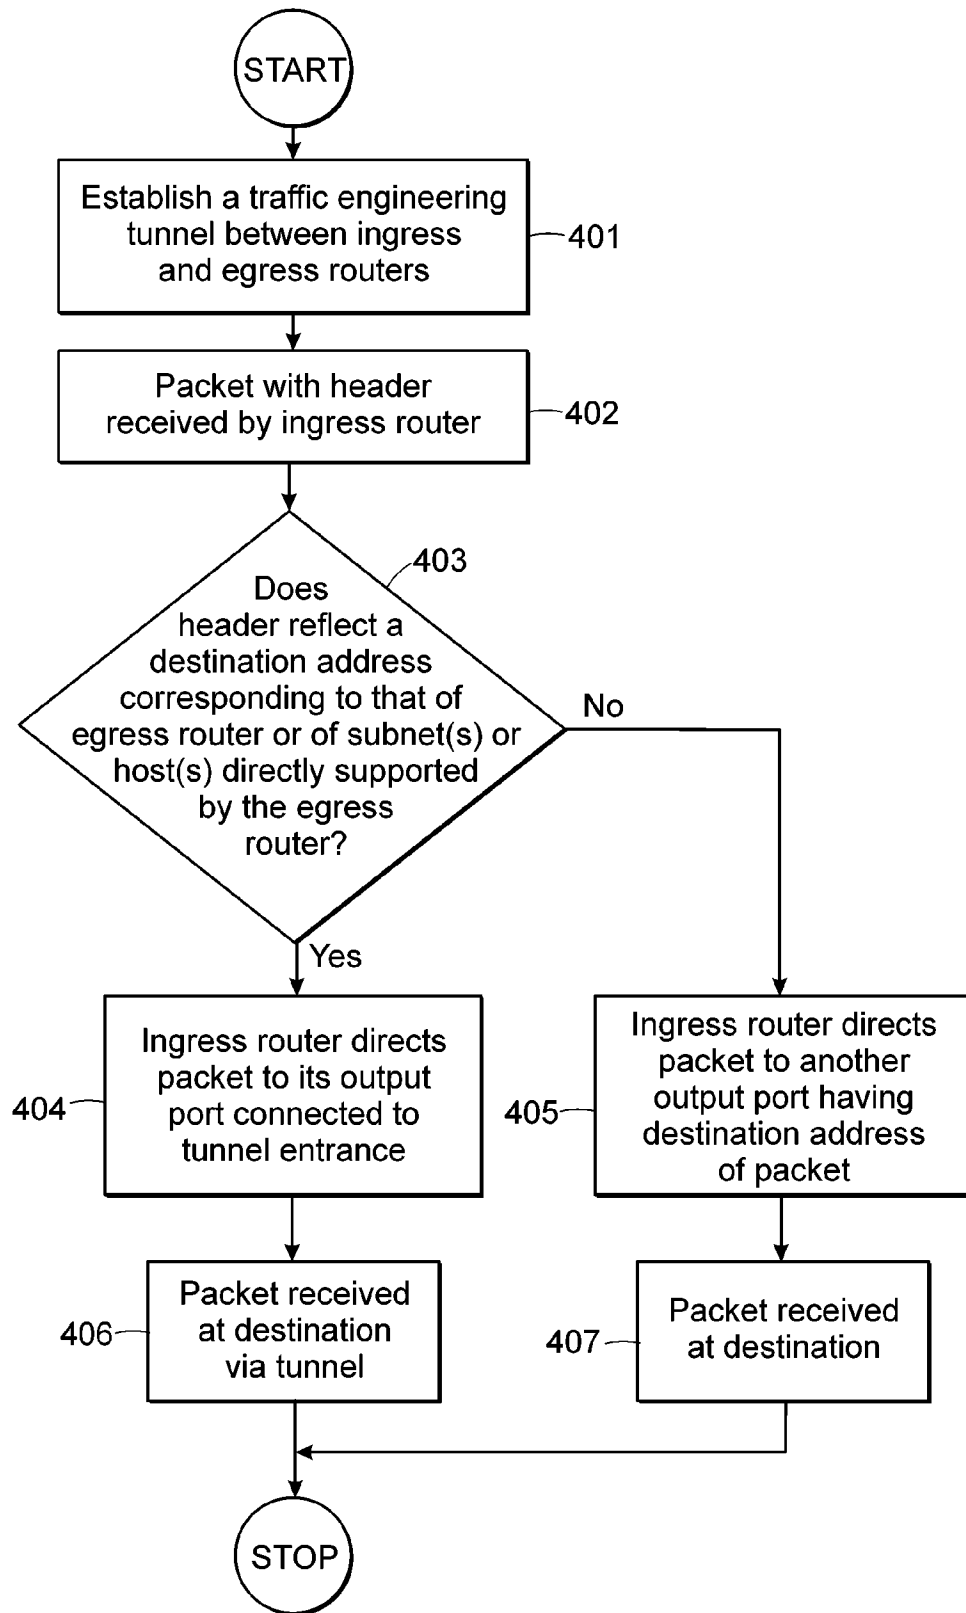 START
Establish a traffic engineering
tunnel between ingress
and egress routers
401
Packet with header
received by ingress router
402
403
Does
header reflect a
destination address
corresponding to that of
egress router or of subnet(s) or
host(s) directly supported
by the egress
router?
No
Yes
Ingress router directs
packet to its output
port connected to
tunnel entrance
404
Ingress router directs
packet to another
output port having
destination address
of packet
405
Packet received
at destination
via tunnel
406
Packet received
at destination
407
STOP